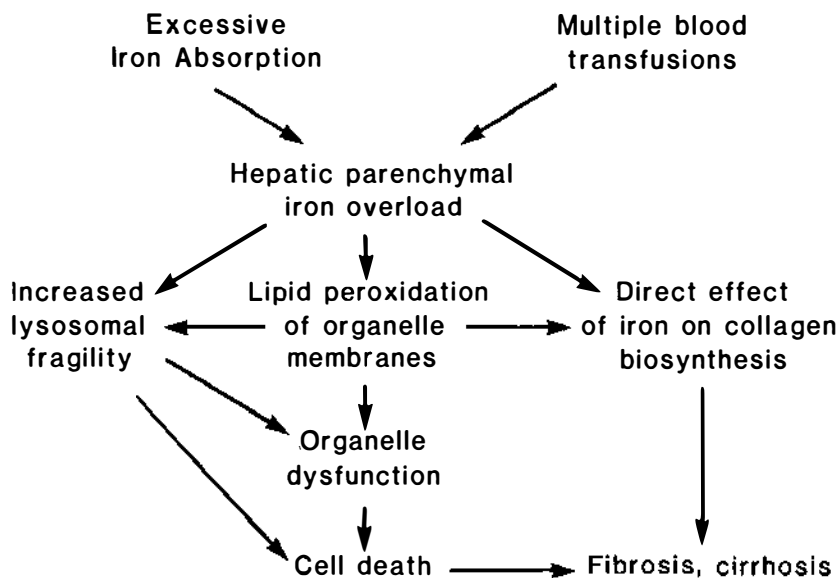 Excessive
Iron Absorption
Multiple blood
transfusions
Hepatic parenchymal
iron overload
Increased
lysosomal
fragility
Lipid peroxidation
of organelle
membranes
Direct effect
of iron on collagen
biosynthesis
Organelle
dysfunction
Cell death
Fibrosis, cirrhosis